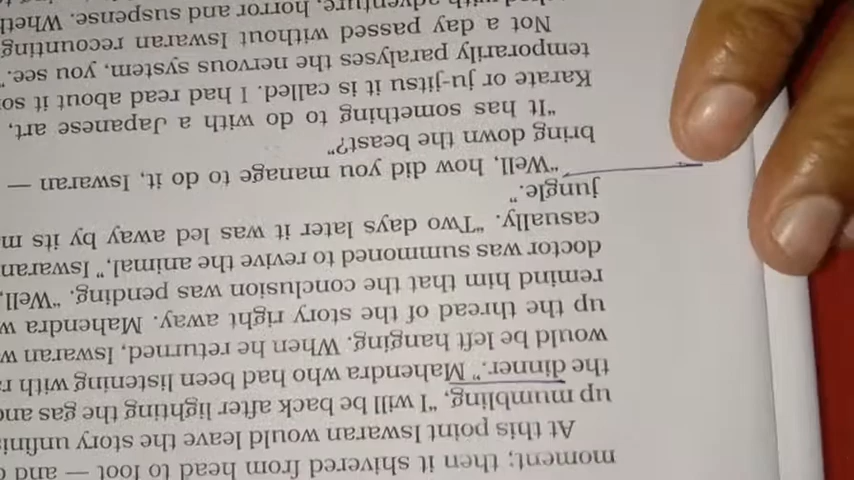 moment; then it shivered from head to foot — and
At this point Iswaran would leave the story
up mumbling, "I will be back after lighting the gas and
the dinner." Mahendra who had been listening with
would be left hanging. When he returned, Iswaran
up the thread of the story right away. Mahendra
remind him that the conclusion was pending. "Well,
doctor was summoned to revive the animal," Iswaran
casually. "Two days later it was led away by its
jungle."
"Well, how did you manage to do it, Iswaran —
bring down the beast?"
"It has something to do with a Japanese art,
Karate or ju-jitsu it is called. I had read about it
temporarily paralyses the nervous system, you see."
Not a day passed without Iswaran recounting
with adventure, horror and suspense.